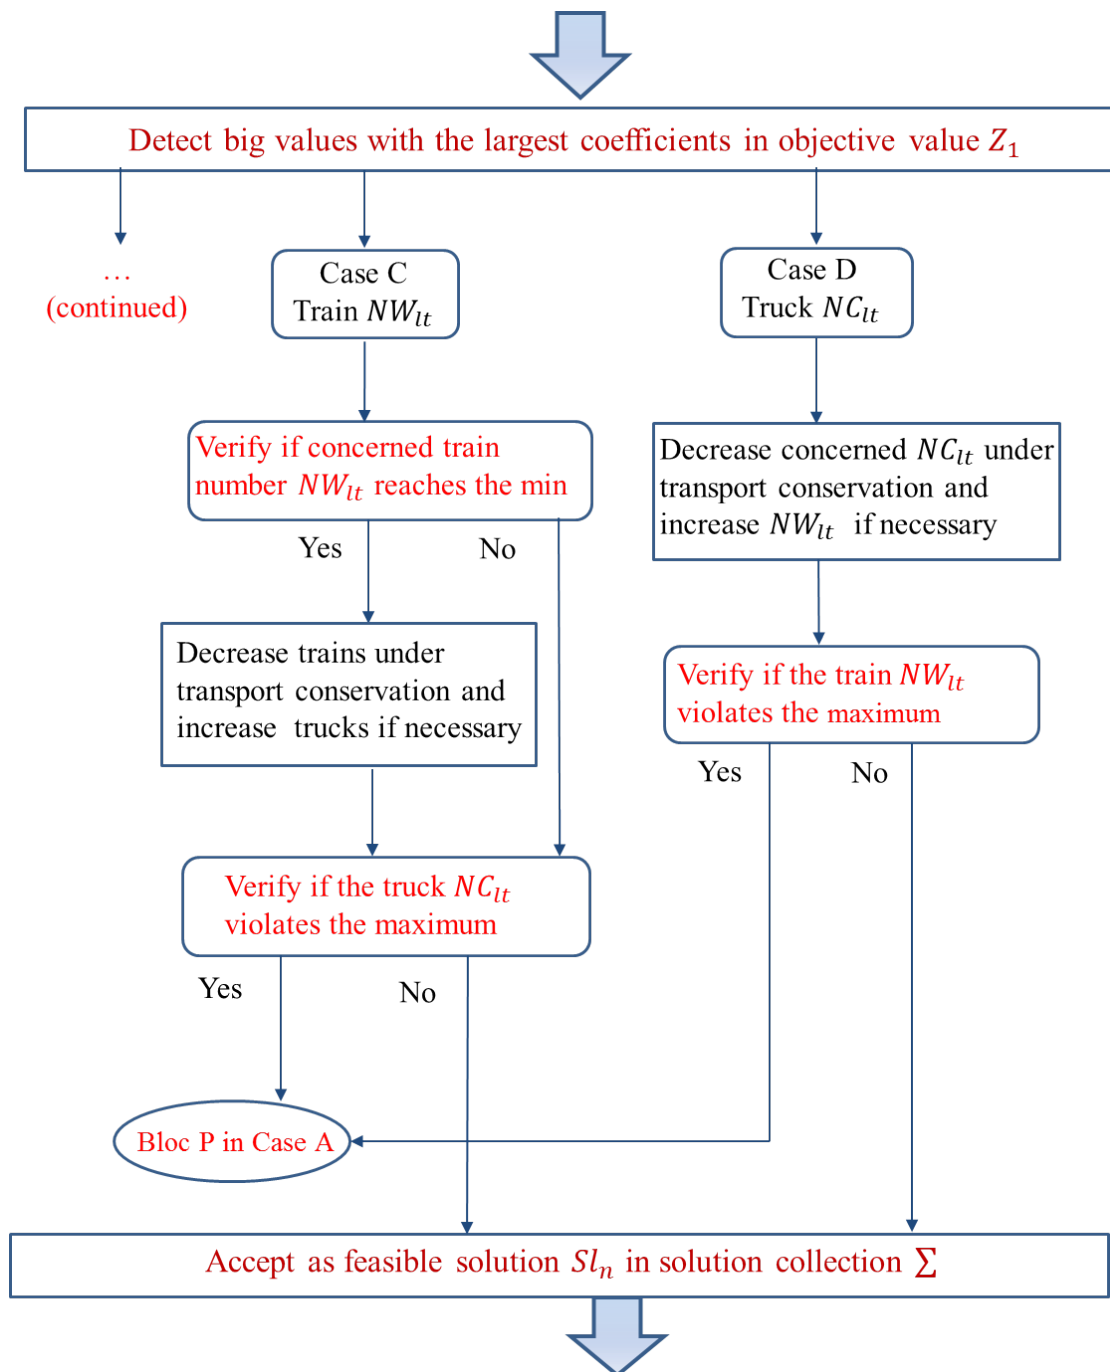 Detect big values with the largest coefficients in objective value Z₁
…
(continued)
Case C
Train NWₗₜ
Case D
Truck NCₗₜ
Verify if concerned train
number NWₗₜ reaches the min
Yes
No
Decrease concerned NCₗₜ under
transport conservation and
increase NWₗₜ if necessary
Decrease trains under
transport conservation and
increase trucks if necessary
Verify if the train NWₗₜ
violates the maximum
Yes
No
Verify if the truck NCₗₜ
violates the maximum
Yes
No
Bloc P in Case A
Accept as feasible solution Slₙ in solution collection ∑